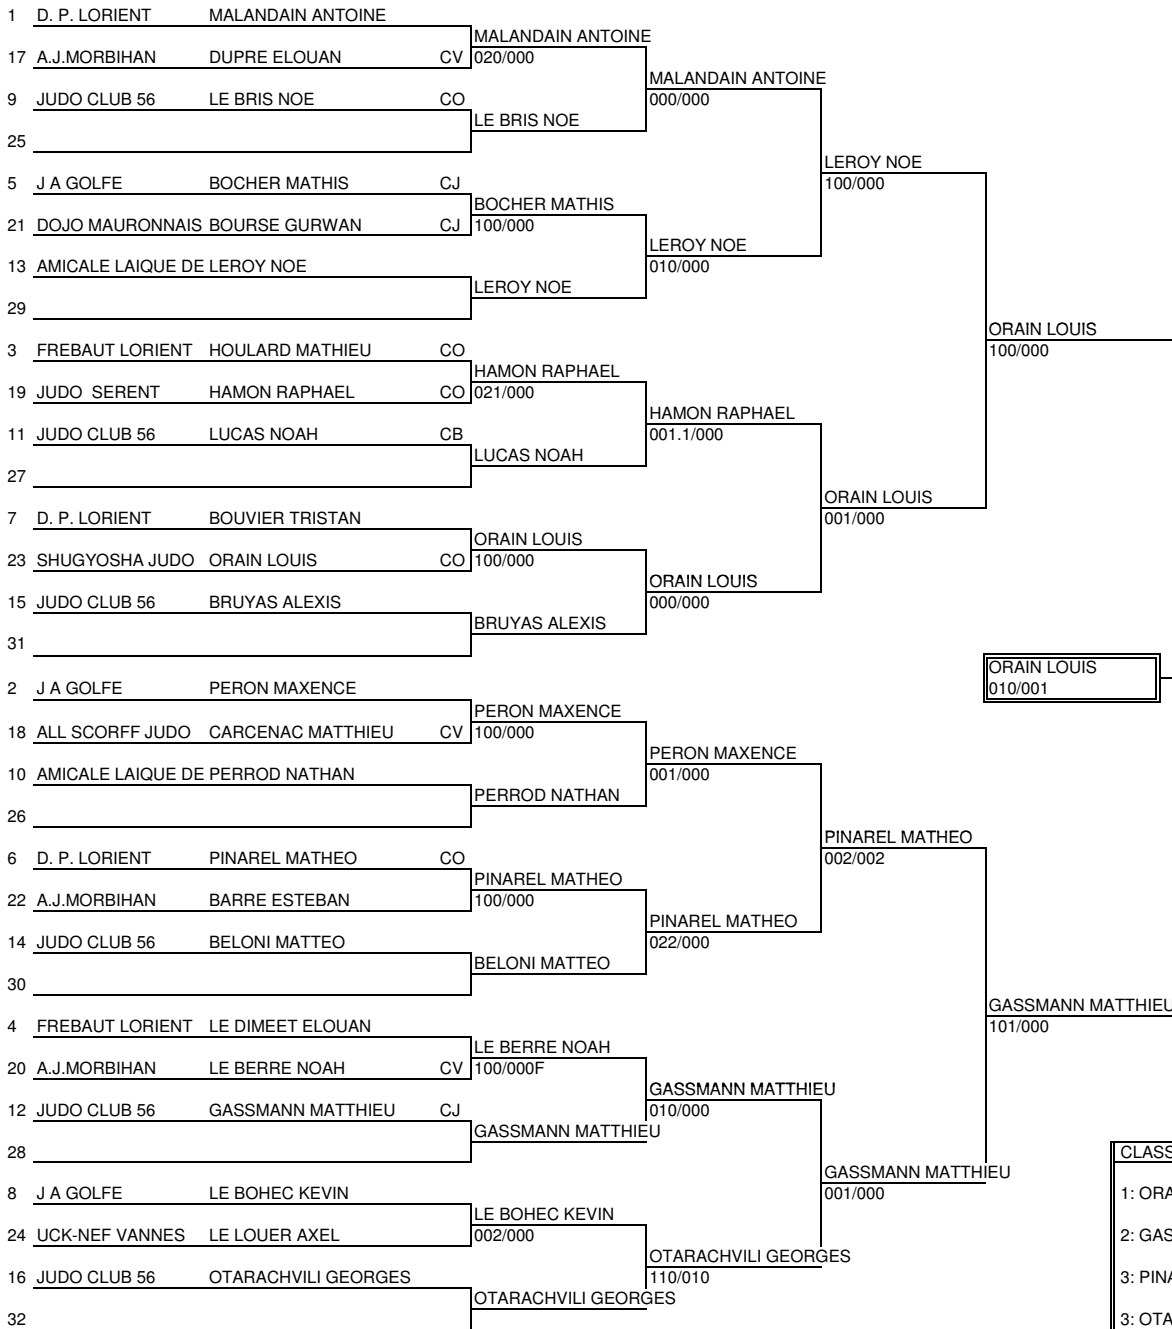 1 D. P. LORIENT MALANDAIN ANTOINE
MALANDAIN ANTOINE
17 A.J.MORBIHAN DUPRE ELOUAN CV 020/000
MALANDAIN ANTOINE
9 JUDO CLUB 56 LE BRIS NOE CO 000/000
LE BRIS NOE
25
LEROY NOE
5 J A GOLFE BOCHER MATHIS CJ 100/000
BOCHER MATHIS
21 DOJO MAURONNAIS BOURSE GURWAN CJ 100/000
LEROY NOE
13 AMICALE LAIQUE DE LEROY NOE 010/000
LEROY NOE
29
ORAIN LOUIS
3 FREBAUT LORIENT HOULARD MATHIEU CO 100/000
HAMON RAPHAEL
19 JUDO SERENT HAMON RAPHAEL CO 021/000
HAMON RAPHAEL
11 JUDO CLUB 56 LUCAS NOAH CB 001.1/000
LUCAS NOAH
27
ORAIN LOUIS
7 D. P. LORIENT BOUVIER TRISTAN 001/000
ORAIN LOUIS
23 SHUGYOSHA JUDO ORAIN LOUIS CO 100/000
ORAIN LOUIS
15 JUDO CLUB 56 BRUYAS ALEXIS 000/000
BRUYAS ALEXIS
31
ORAIN LOUIS
2 J A GOLFE PERON MAXENCE 010/001
PERON MAXENCE
18 ALL SCORFF JUDO CARCENAC MATTHIEU CV 100/000
PERON MAXENCE
10 AMICALE LAIQUE DE PERROD NATHAN 001/000
PERROD NATHAN
26
PINAREL MATHEO
6 D. P. LORIENT PINAREL MATHEO CO 002/002
PINAREL MATHEO
22 A.J.MORBIHAN BARRE ESTEBAN 100/000
PINAREL MATHEO
14 JUDO CLUB 56 BELONI MATTEO 022/000
BELONI MATTEO
30
GASSMANN MATTHIEU
4 FREBAUT LORIENT LE DIMEET ELOUAN 101/000
LE BERRE NOAH
20 A.J.MORBIHAN LE BERRE NOAH CV 100/000F
GASSMANN MATTHIEU
12 JUDO CLUB 56 GASSMANN MATTHIEU CJ 010/000
GASSMANN MATTHIEU
28 CLASS
GASSMANN MATTHIEU
8 J A GOLFE LE BOHEC KEVIN 001/000 1: ORA
LE BOHEC KEVIN
24 UCK-NEF VANNES LE LOUER AXEL 002/000 2: GAS
OTARACHVILI GEORGES
16 JUDO CLUB 56 OTARACHVILI GEORGES 110/010 3: PINA
OTARACHVILI GEORGES
32 3: OTA